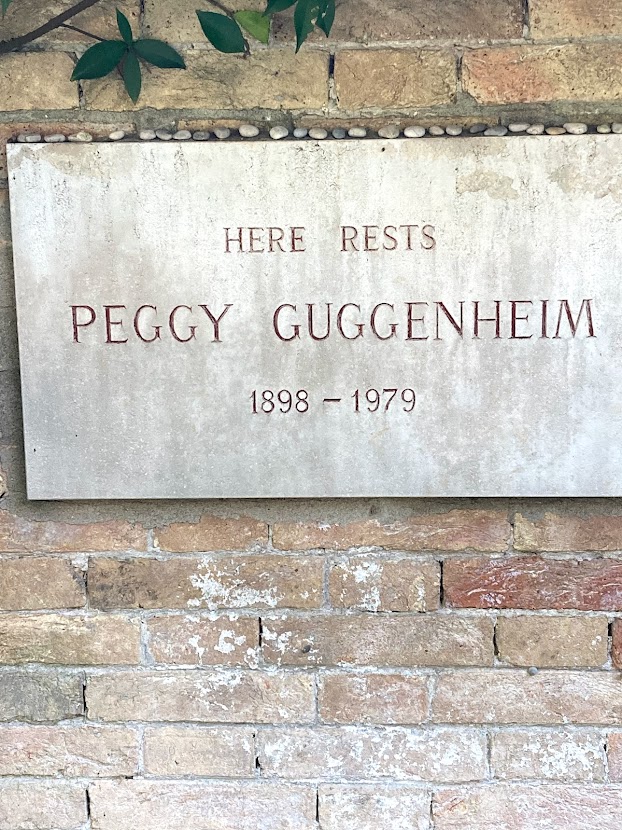 HERE RESTS
PEGGY GUGGENHEIM
1898 – 1979